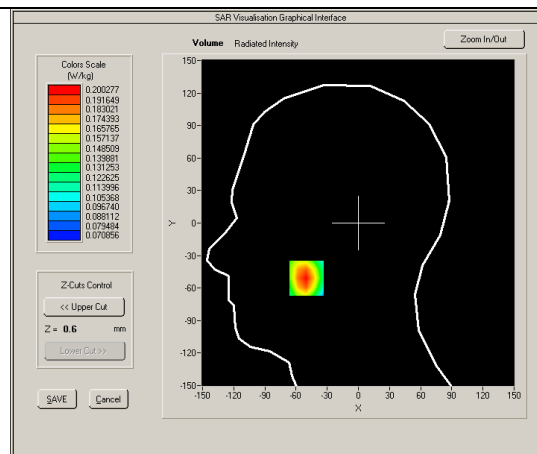 SAR Visualisation Graphical Interface
Volume Radiated Intensity
Zoom In/Out
Colors Scale
(W/kg)
0.200277
0.191649
0.183021
0.174393
0.165765
0.157137
0.148509
0.139881
0.131253
0.122625
0.113996
0.105368
0.096740
0.088112
0.079484
0.070856
Z-Cuts Control
<< Upper Cut
Z = 0.6 mm
Lower Cut >>
SAVE Cancel
150
120
90
60
30
0
-30
-60
-90
-120
-150
Y
-150 -120 -90 -60 -30 0 30 60 90 120 150
X